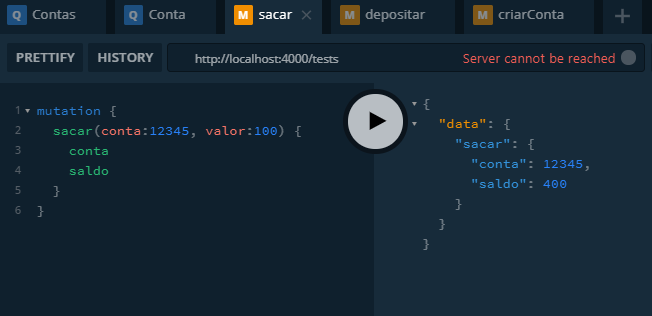 Q Contas Q Conta M sacar × M depositar M criarConta +
PRETTIFY HISTORY http://localhost:4000/tests Server cannot be reached
1 mutation {
2 sacar(conta:12345, valor:100) {
3 conta
4 saldo
5 }
6 }
{
"data": {
"sacar": {
"conta": 12345,
"saldo": 400
}
}
}